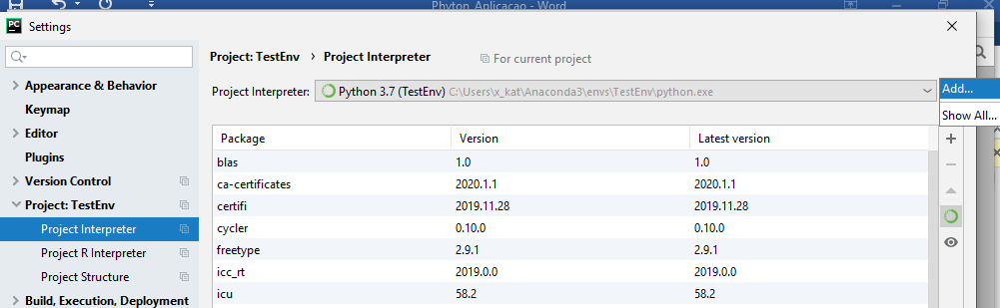 Phyton_Aplicacao - Word
PC Settings
Project: TestEnv › Project Interpreter For current project
Appearance & Behavior
Keymap
Editor
Plugins
Version Control
Project: TestEnv
Project Interpreter
Project R Interpreter
Project Structure
Build, Execution, Deployment
Project Interpreter: Python 3.7 (TestEnv) C:\Users\x_kat\Anaconda3\envs\TestEnv\python.exe
Add...
Show All...
Package Version Latest version
blas 1.0 1.0
ca-certificates 2020.1.1 2020.1.1
certifi 2019.11.28 2019.11.28
cycler 0.10.0 0.10.0
freetype 2.9.1 2.9.1
icc_rt 2019.0.0 2019.0.0
icu 58.2 58.2